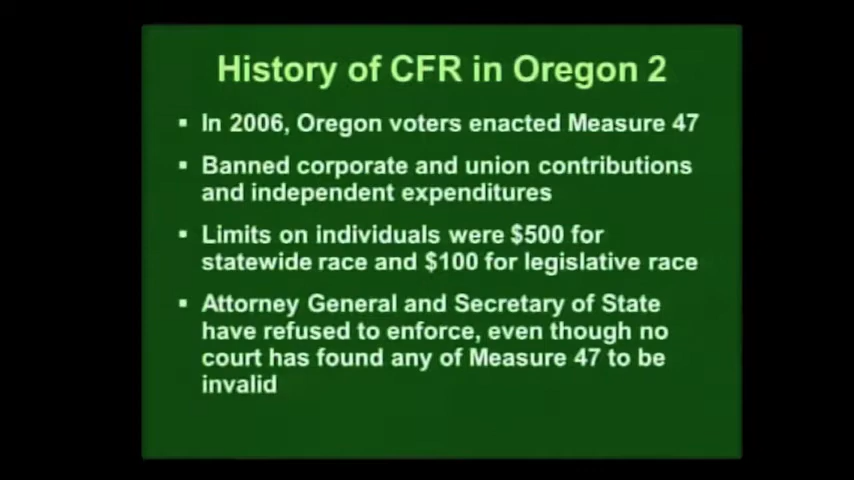 History of CFR in Oregon 2
▪ In 2006, Oregon voters enacted Measure 47
▪ Banned corporate and union contributions
and independent expenditures
▪ Limits on individuals were $500 for
statewide race and $100 for legislative race
▪ Attorney General and Secretary of State
have refused to enforce, even though no
court has found any of Measure 47 to be
invalid